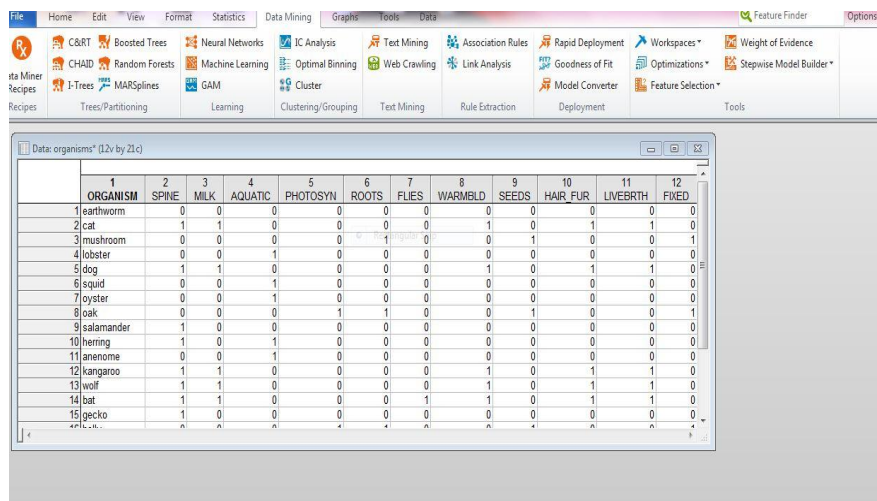 File Home Edit View Format Statistics Data Mining Graphs Tools Data Feature Finder Options
C&RT Boosted Trees Neural Networks IC Analysis Text Mining Association Rules Rapid Deployment Workspaces Weight of Evidence
CHAID Random Forests Machine Learning Optimal Binning Web Crawling Link Analysis Goodness of Fit Optimizations Stepwise Model Builder
ata Miner Recipes I-Trees MARSplines GAM Cluster Model Converter Feature Selection
Recipes Trees/Partitioning Learning Clustering/Grouping Text Mining Rule Extraction Deployment Tools
Data: organisms* (12v by 21c)
1 2 3 4 5 6 7 8 9 10 11 12
ORGANISM SPINE MILK AQUATIC PHOTOSYN ROOTS FLIES WARMBLD SEEDS HAIR_FUR LIVEBRTH FIXED
1 earthworm 0 0 0 0 0 0 0 0 0 0 0
2 cat 1 1 0 0 0 0 1 0 1 1 0
3 mushroom 0 0 0 0 1 0 0 1 0 0 1
4 lobster 0 0 1 0 0 0 0 0 0 0 0
5 dog 1 1 0 0 0 0 1 0 1 1 0
6 squid 0 0 1 0 0 0 0 0 0 0 0
7 oyster 0 0 1 0 0 0 0 0 0 0 0
8 oak 0 0 0 1 1 0 0 1 0 0 1
9 salamander 1 0 0 0 0 0 0 0 0 0 0
10 herring 1 0 1 0 0 0 0 0 0 0 0
11 anenome 0 0 1 0 0 0 0 0 0 0 0
12 kangaroo 1 1 0 0 0 0 1 0 1 1 0
13 wolf 1 1 0 0 0 0 1 0 1 1 0
14 bat 1 1 0 0 0 1 1 0 1 1 0
15 gecko 1 0 0 0 0 0 0 0 0 0 0